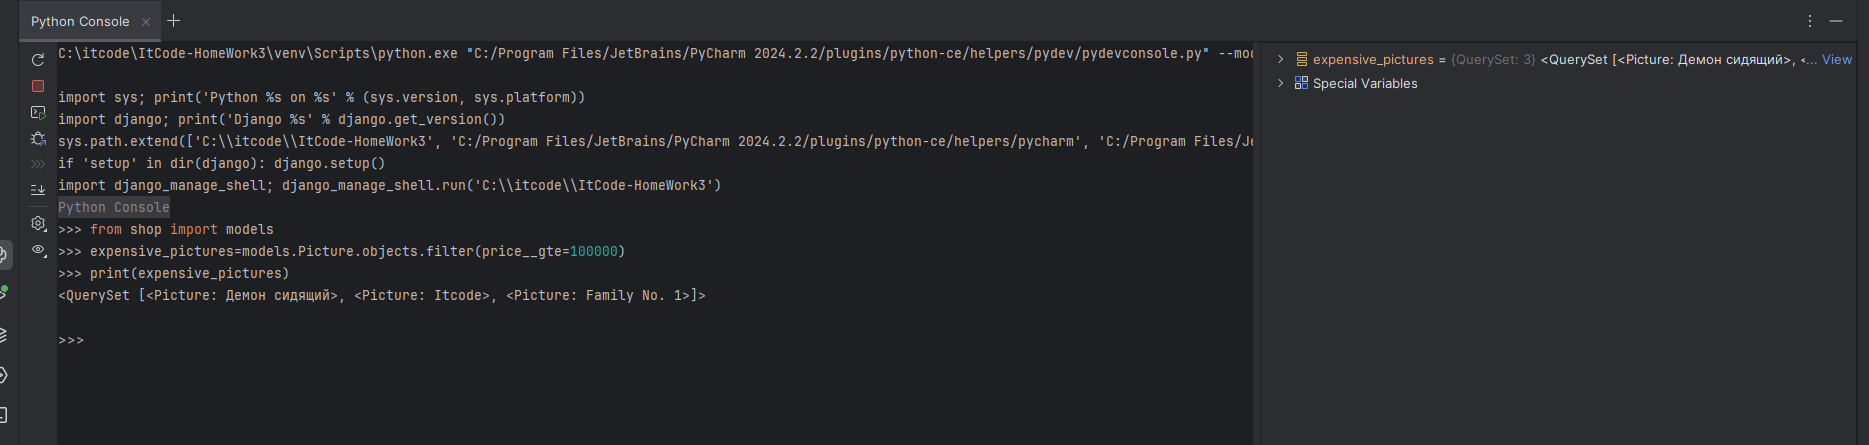 Python Console
C:\itcode\ItCode-HomeWork3\venv\Scripts\python.exe "C:/Program Files/JetBrains/PyCharm 2024.2.2/plugins/python-ce/helpers/pydev/pydevconsole.py" --mod
import sys; print('Python %s on %s' % (sys.version, sys.platform))
import django; print('Django %s' % django.get_version())
sys.path.extend(['C:\\itcode\\ItCode-HomeWork3', 'C:/Program Files/JetBrains/PyCharm 2024.2.2/plugins/python-ce/helpers/pycharm', 'C:/Program Files/Je
if 'setup' in dir(django): django.setup()
import django_manage_shell; django_manage_shell.run('C:\\itcode\\ItCode-HomeWork3')
Python Console
>>> from shop import models
>>> expensive_pictures=models.Picture.objects.filter(price__gte=100000)
>>> print(expensive_pictures)
<QuerySet [<Picture: Демон сидящий>, <Picture: Itcode>, <Picture: Family No. 1>]>
>>>
expensive_pictures = {QuerySet: 3} <QuerySet [<Picture: Демон сидящий>, <... View
Special Variables